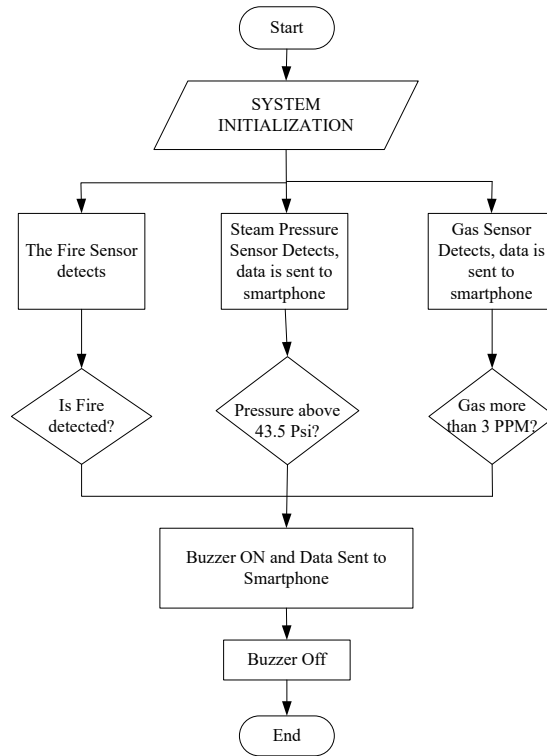 Start
SYSTEM
INITIALIZATION
The Fire Sensor
detects
Steam Pressure
Sensor Detects,
data is sent to
smartphone
Gas Sensor
Detects, data is
sent to
smartphone
Is Fire
detected?
Pressure above
43.5 Psi?
Gas more
than 3 PPM?
Buzzer ON and Data Sent to
Smartphone
Buzzer Off
End